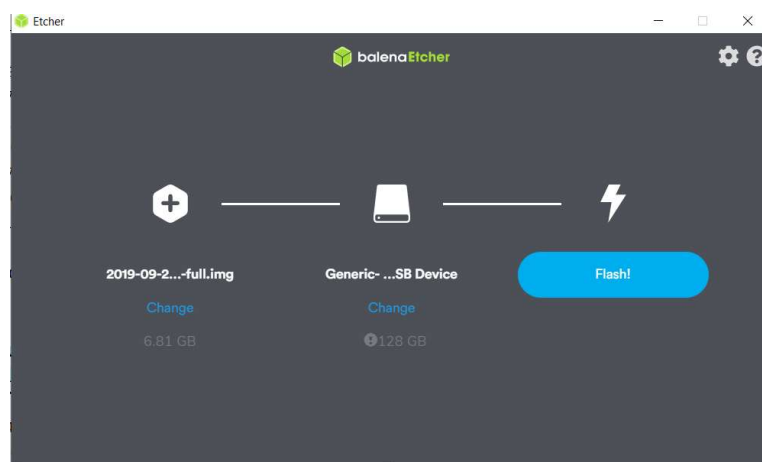 Etcher
balenaEtcher
2019-09-2...-full.img
Generic- ...SB Device
Flash!
Change
Change
6.81 GB
128 GB